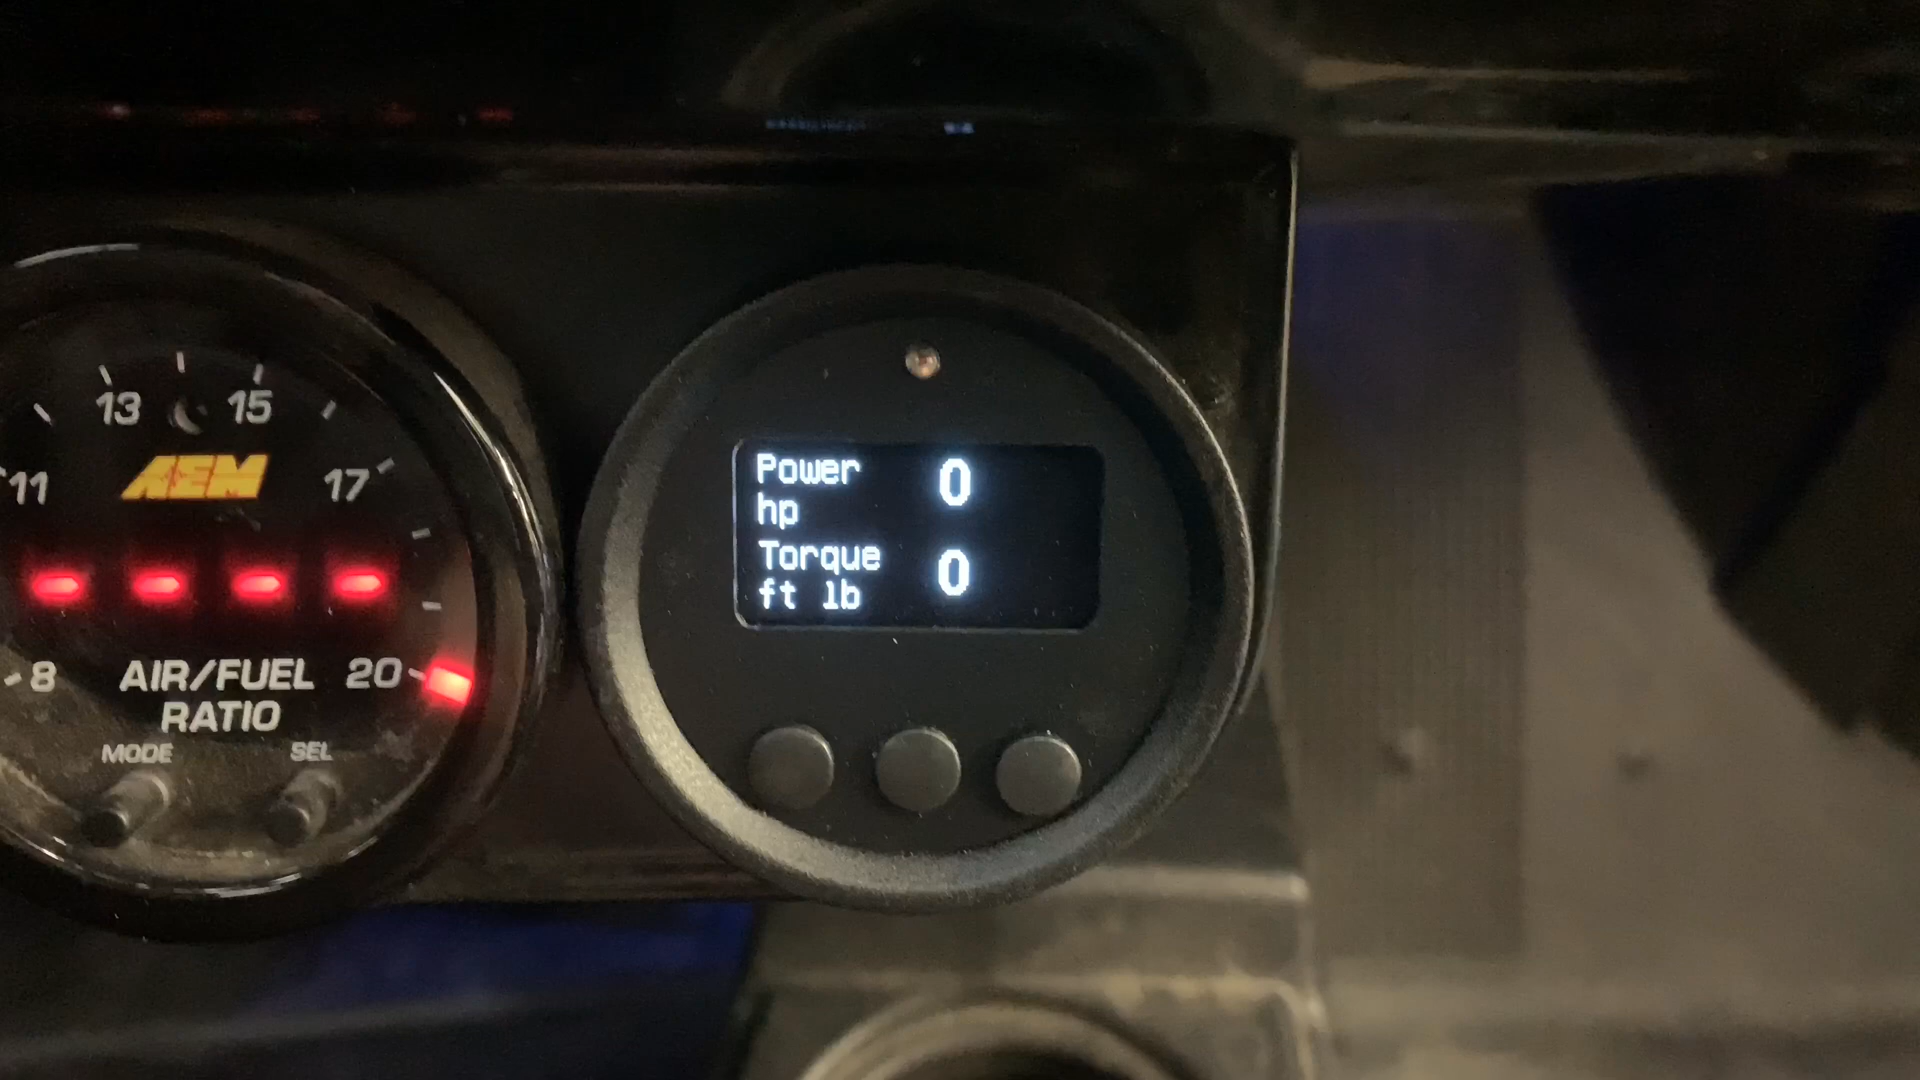 13 15
11 AEM 17
- - - -
8 AIR/FUEL 20
RATIO
MODE SEL
Power 0
hp
Torque 0
ft lb